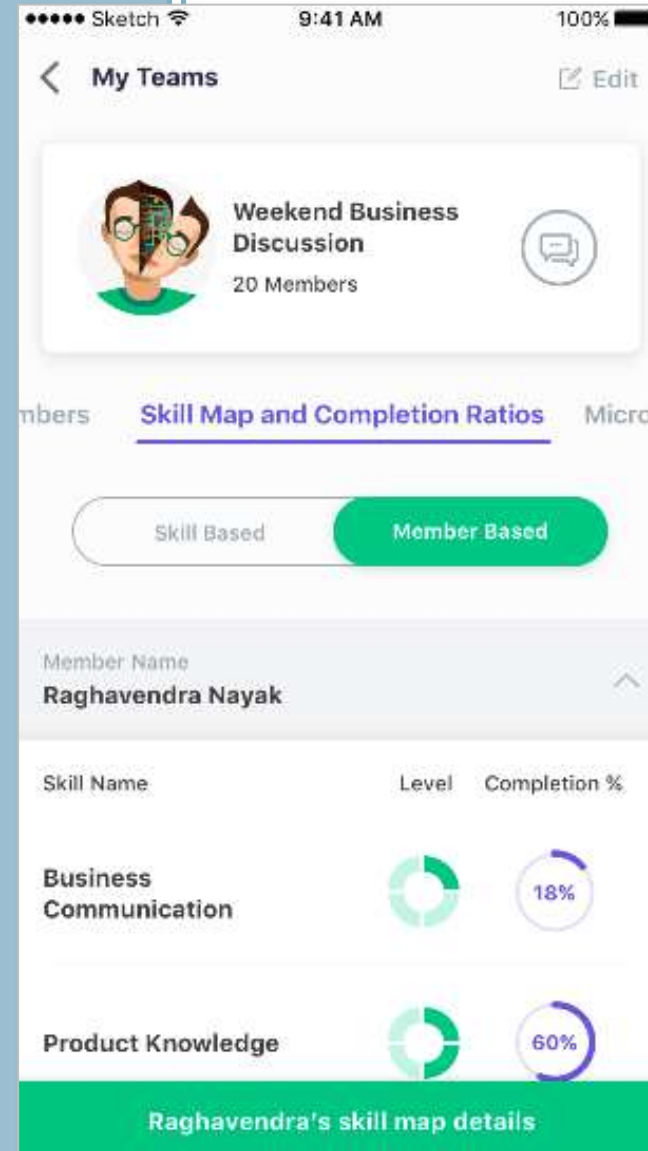 Sketch 9:41 AM 100%
My Teams Edit
Weekend Business
Discussion
20 Members
mbers Skill Map and Completion Ratios Micro
Skill Based Member Based
Member Name
Raghavendra Nayak
Skill Name Level Completion %
Business
Communication
18%
Product Knowledge 60%
Raghavendra's skill map details